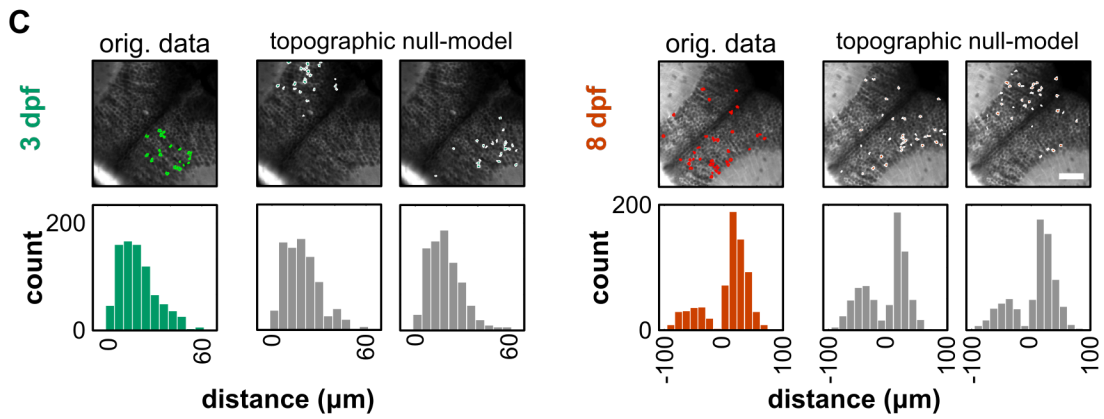 C
orig. data
topographic null-model
orig. data
topographic null-model
3 dpf
8 dpf
count
200
0
0
60
0
60
0
60
distance (µm)
count
200
0
-100
0
100
-100
0
100
-100
0
100
distance (µm)